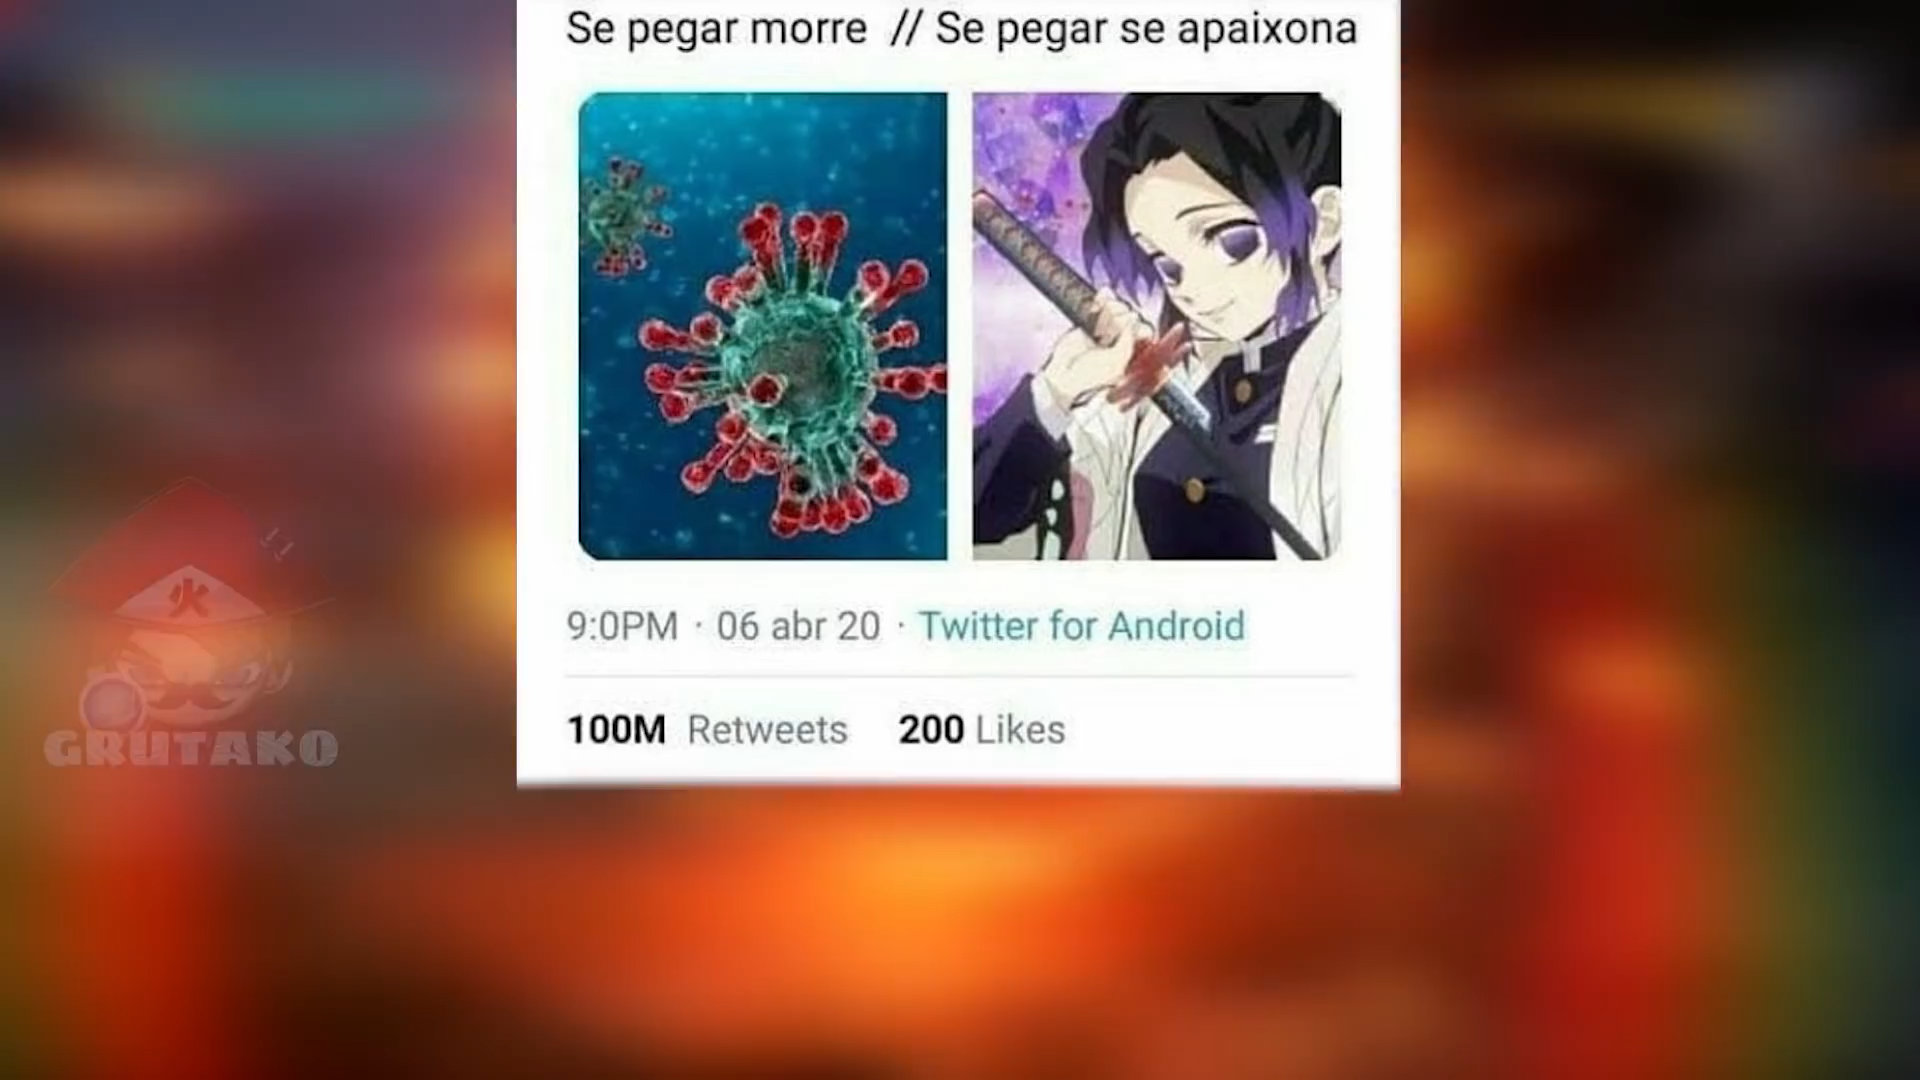 Se pegar morre // Se pegar se apaixona
火
GRUTAKO
9:0PM · 06 abr 20 · Twitter for Android
100M Retweets 200 Likes